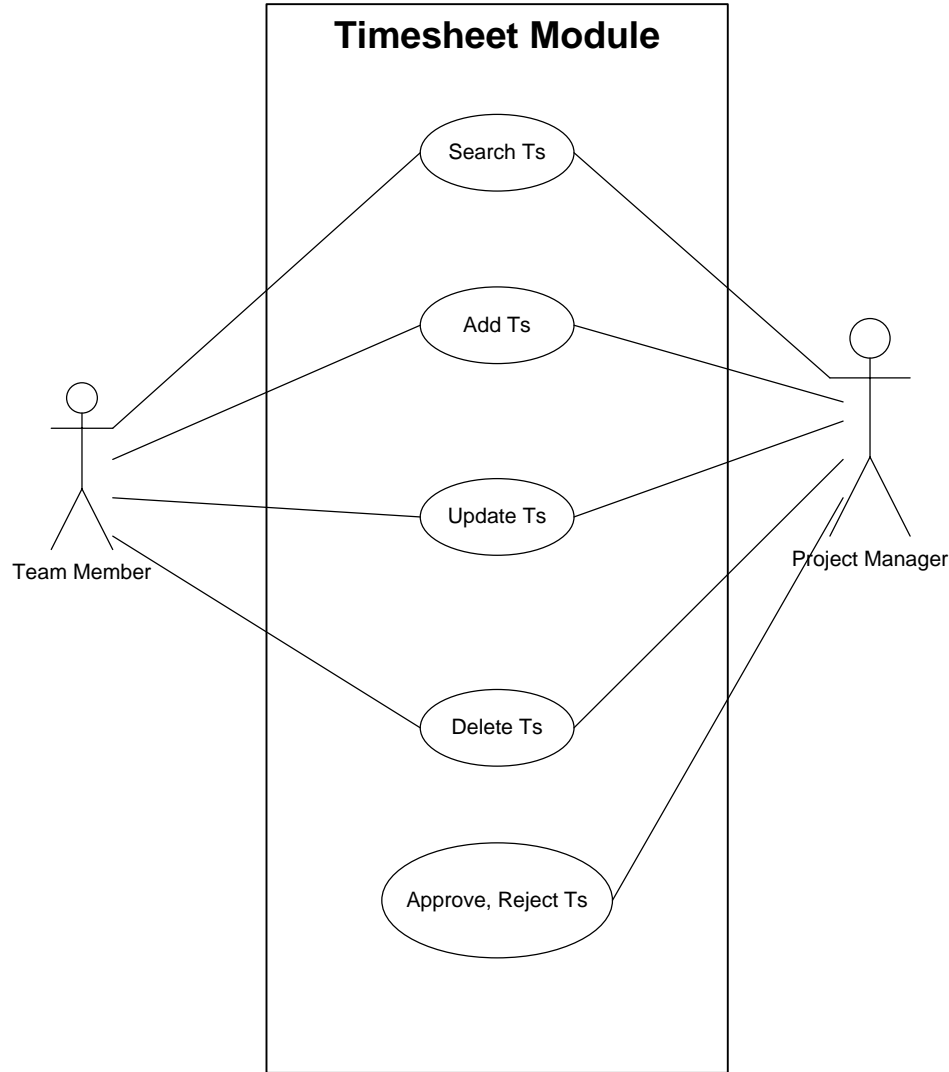 Timesheet Module
Search Ts
Add Ts
Update Ts
Team Member
Project Manager
Delete Ts
Approve, Reject Ts